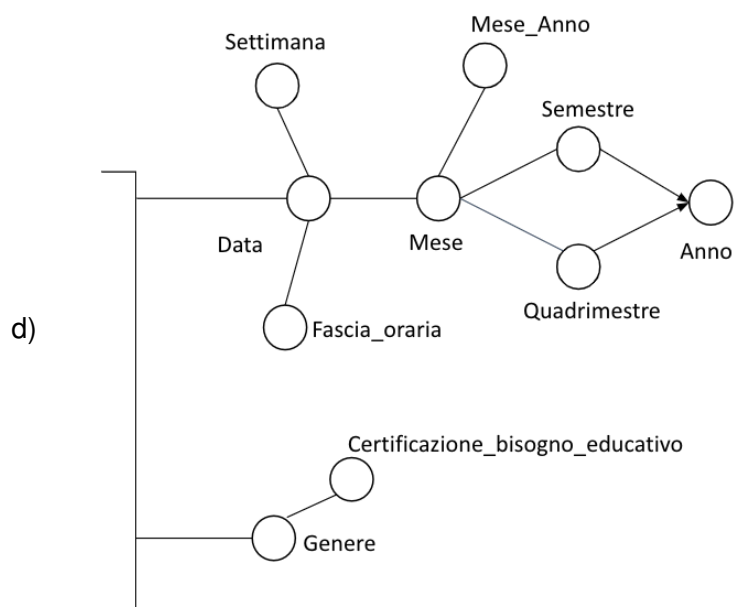 Settimana
Mese_Anno
Semestre
Data
Mese
Anno
Quadrimestre
d)
Fascia_oraria
Certificazione_bisogno_educativo
Genere